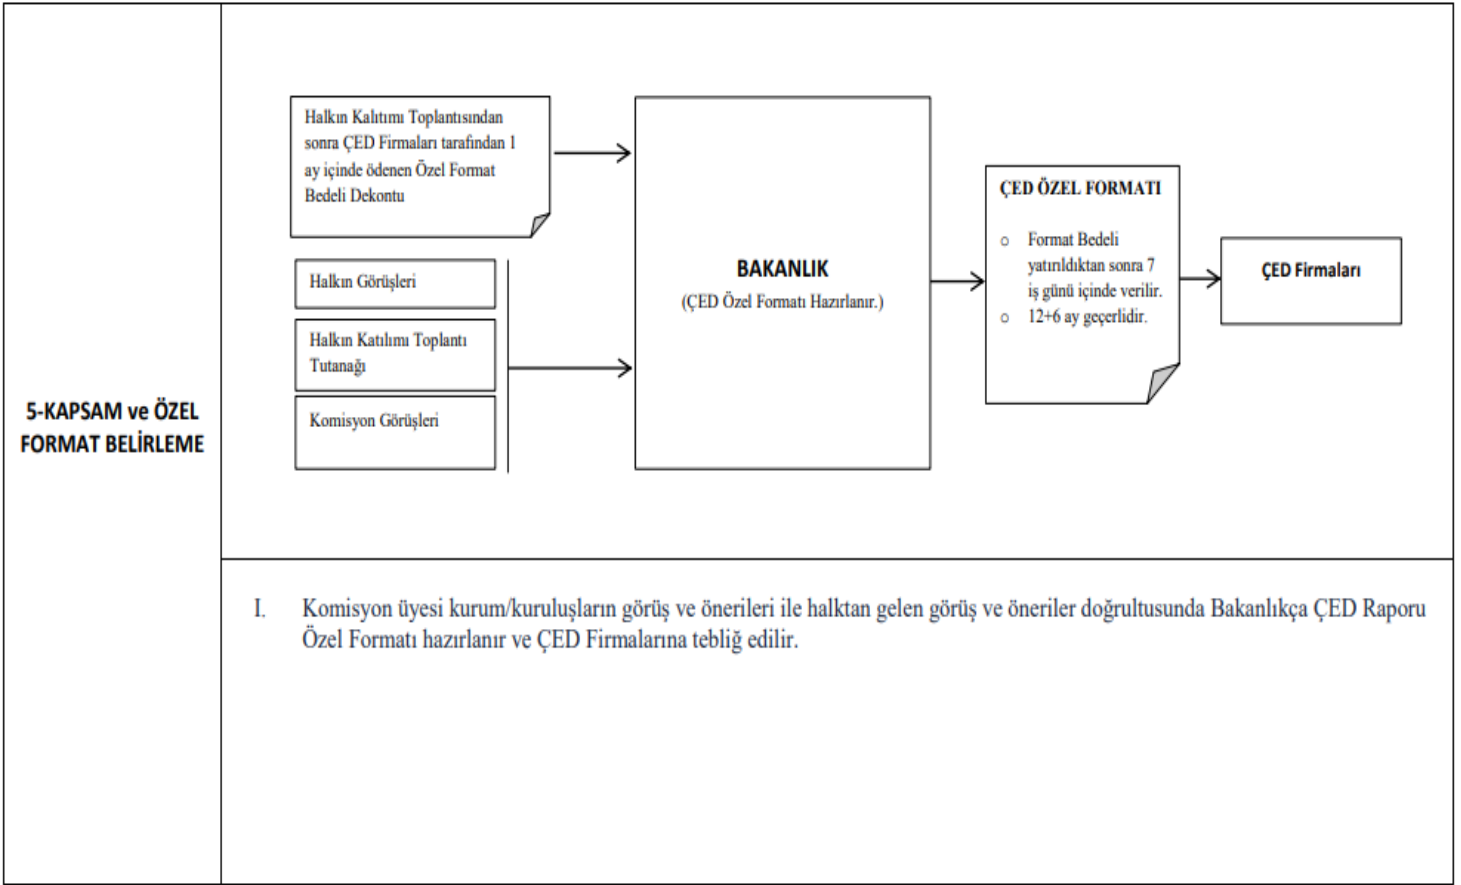 5-KAPSAM ve ÖZEL
FORMAT BELİRLEME
Halkın Kalıtımı Toplantısından
sonra ÇED Firmaları tarafından 1
ay içinde ödenen Özel Format
Bedeli Dekontu
Halkın Görüşleri
Halkın Katılımı Toplantı
Tutanağı
Komisyon Görüşleri
BAKANLIK
(ÇED Özel Formatı Hazırlanır.)
ÇED ÖZEL FORMATI
o Format Bedeli
yatırıldıktan sonra 7
iş günü içinde verilir.
o 12+6 ay geçerlidir.
ÇED Firmaları
I. Komisyon üyesi kurum/kuruluşların görüş ve önerileri ile halktan gelen görüş ve öneriler doğrultusunda Bakanlıkça ÇED Raporu
Özel Formatı hazırlanır ve ÇED Firmalarına tebliğ edilir.